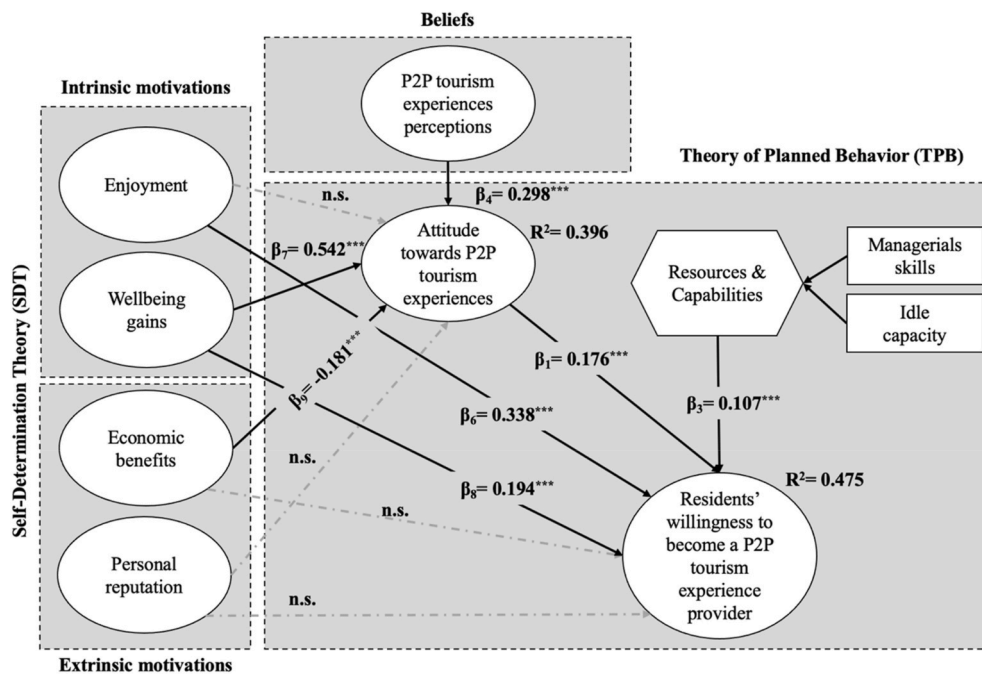 Beliefs
P2P tourism
experiences
perceptions
Intrinsic motivations
Theory of Planned Behavior (TPB)
Enjoyment
n.s.
β₄= 0.298***
Attitude
towards P2P
tourism
experiences
R²= 0.396
β₇= 0.542***
Resources &
Capabilities
Managerials
skills
Idle
capacity
Wellbeing
gains
Self-Determination Theory (SDT)
β₉= -0.181***
β₁= 0.176***
β₃= 0.107***
β₆= 0.338***
Economic
benefits
n.s.
β₈= 0.194***
n.s.
R²= 0.475
Residents’
willingness to
become a P2P
tourism
experience
provider
Personal
reputation
n.s.
Extrinsic motivations